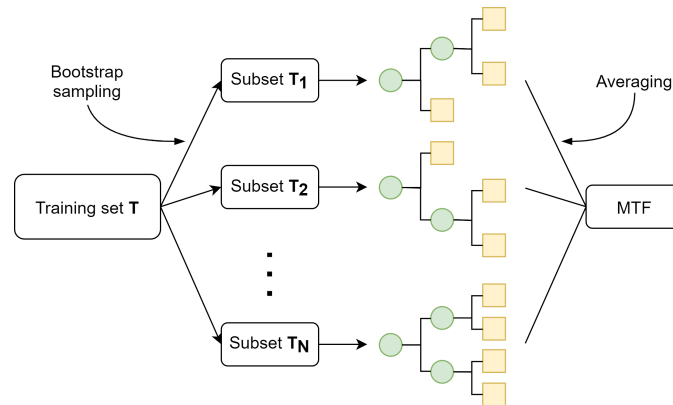 Bootstrap
sampling
Subset T1
Averaging
Training set T
Subset T2
MTF
Subset TN